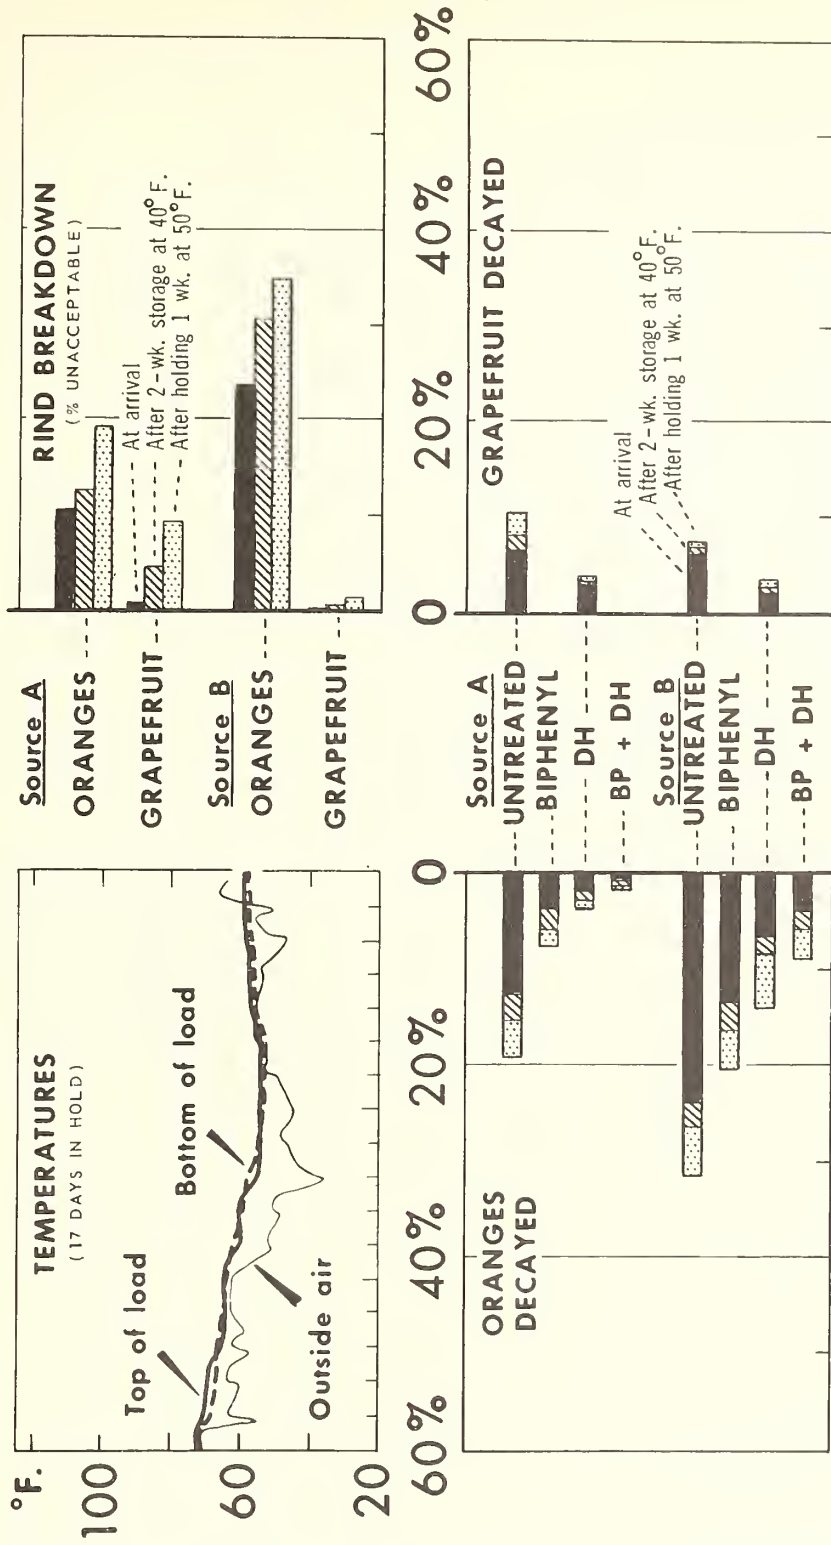 °F.
100
60
20
TEMPERATURES
(17 DAYS IN HOLD)
Top of load
Bottom of load
Outside air
Source A
ORANGES
GRAPEFRUIT
Source B
ORANGES
GRAPEFRUIT
RIND BREAKDOWN
(% UNACCEPTABLE)
At arrival
After 2-wk. storage at 40°F.
After holding 1 wk. at 50°F.
60% 40% 20% 0
0 20% 40% 60%
ORANGES
DECAYED
Source A
UNTREATED
BIPHENYL
DH
BP + DH
Source B
UNTREATED
BIPHENYL
DH
BP + DH
GRAPEFRUIT DECAYED
At arrival
After 2-wk. storage at 40°F.
After holding 1 wk. at 50°F.